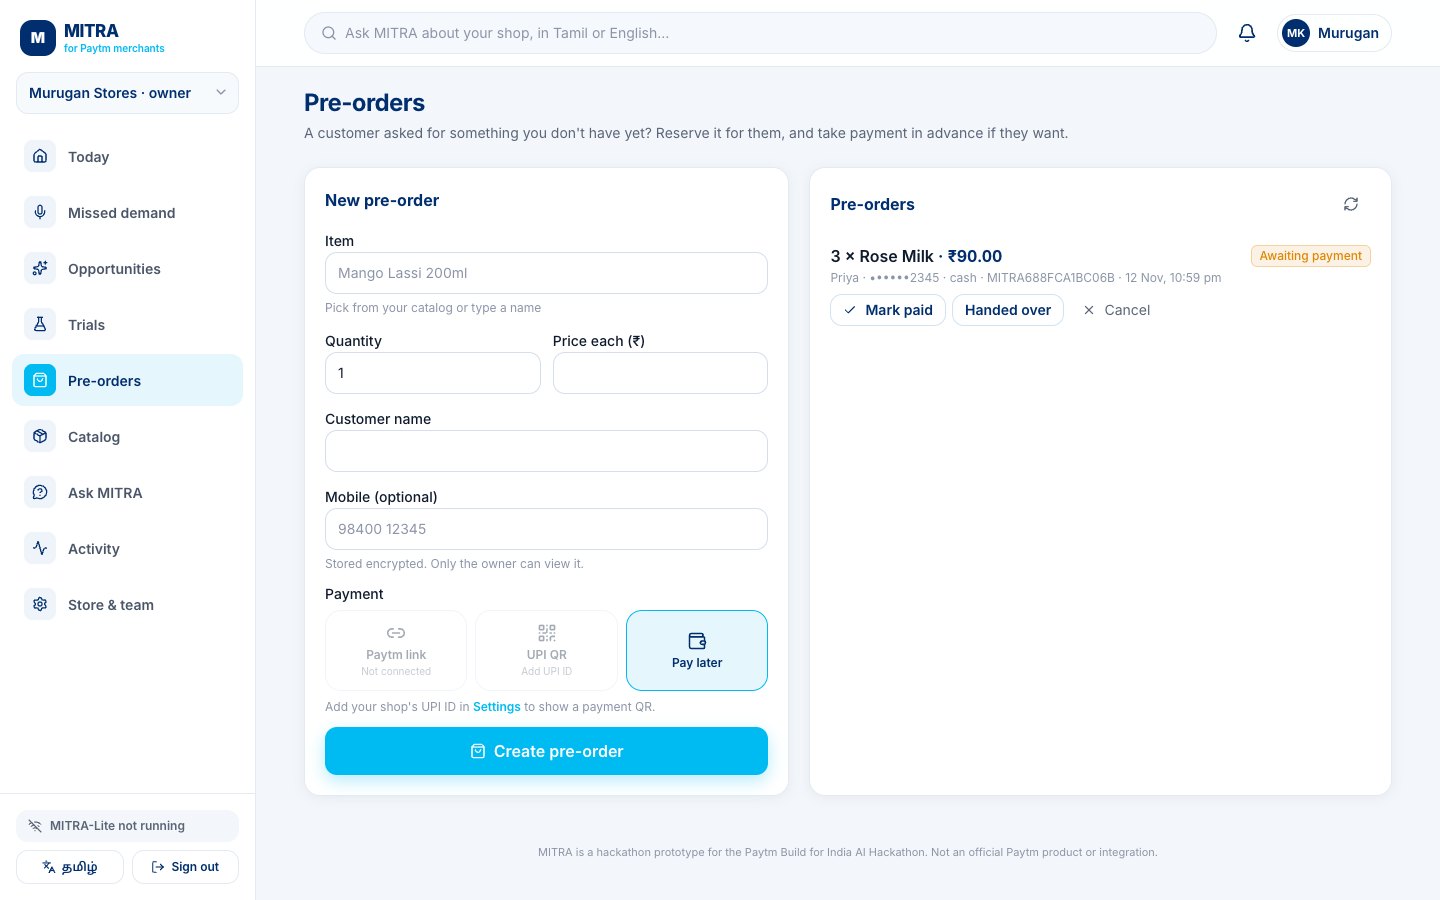 M
MITRA
for Paytm merchants
Murugan Stores · owner
Today
Missed demand
Opportunities
Trials
Pre-orders
Catalog
Ask MITRA
Activity
Store & team
MITRA-Lite not running
தமிழ்
Sign out
Ask MITRA about your shop, in Tamil or English...
MK
Murugan
Pre-orders
A customer asked for something you don't have yet? Reserve it for them, and take payment in advance if they want.
New pre-order
Item
Mango Lassi 200ml
Pick from your catalog or type a name
Quantity
Price each (₹)
1
Customer name
Mobile (optional)
98400 12345
Stored encrypted. Only the owner can view it.
Payment
Paytm link
Not connected
UPI QR
Add UPI ID
Pay later
Add your shop's UPI ID in Settings to show a payment QR.
Create pre-order
Pre-orders
3 × Rose Milk · ₹90.00
Awaiting payment
Priya · ••••••2345 · cash · MITRA688FCA1BC06B · 12 Nov, 10:59 pm
Mark paid
Handed over
Cancel
MITRA is a hackathon prototype for the Paytm Build for India AI Hackathon. Not an official Paytm product or integration.